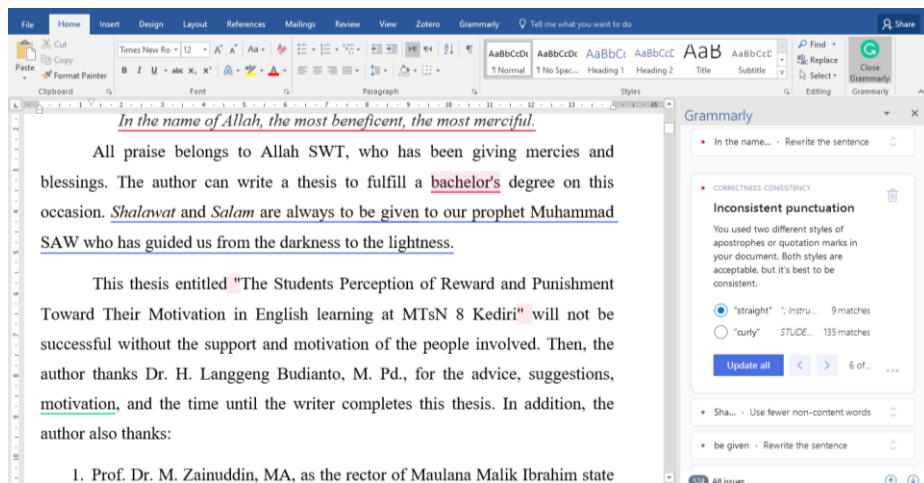 File Home Insert Design Layout References Mailings Review View Zotero Grammarly Tell me what you want to do Share
Paste
Cut
Copy
Format Painter
Clipboard
Times New Ro 12
Font
Paragraph
AaBbCcDc AaBbCcDc AaBbC( AaBbCcC AaB AaBbCcC
¶ Normal ¶ No Spac... Heading 1 Heading 2 Title Subtitle
Styles
Find
Replace
Select
Editing
Close Grammarly
Grammarly
In the name of Allah, the most beneficent, the most merciful.
All praise belongs to Allah SWT, who has been giving mercies and
blessings. The author can write a thesis to fulfill a bachelor's degree on this
occasion. Shalawat and Salam are always to be given to our prophet Muhammad
SAW who has guided us from the darkness to the lightness.
This thesis entitled "The Students Perception of Reward and Punishment
Toward Their Motivation in English learning at MTsN 8 Kediri" will not be
successful without the support and motivation of the people involved. Then, the
author thanks Dr. H. Langgeng Budianto, M. Pd., for the advice, suggestions,
motivation, and the time until the writer completes this thesis. In addition, the
author also thanks:
1. Prof. Dr. M. Zainuddin, MA, as the rector of Maulana Malik Ibrahim state
Grammarly
In the name... · Rewrite the sentence
CORRECTNESS: CONSISTENCY
Inconsistent punctuation
You used two different styles of
apostrophes or quotation marks in
your document. Both styles are
acceptable, but it's best to be
consistent.
"straight" "; Instru... 9 matches
"curly" STUDE... 135 matches
Update all < > 6 of... ...
Sha... · Use fewer non-content words
be given · Rewrite the sentence
524 All issues